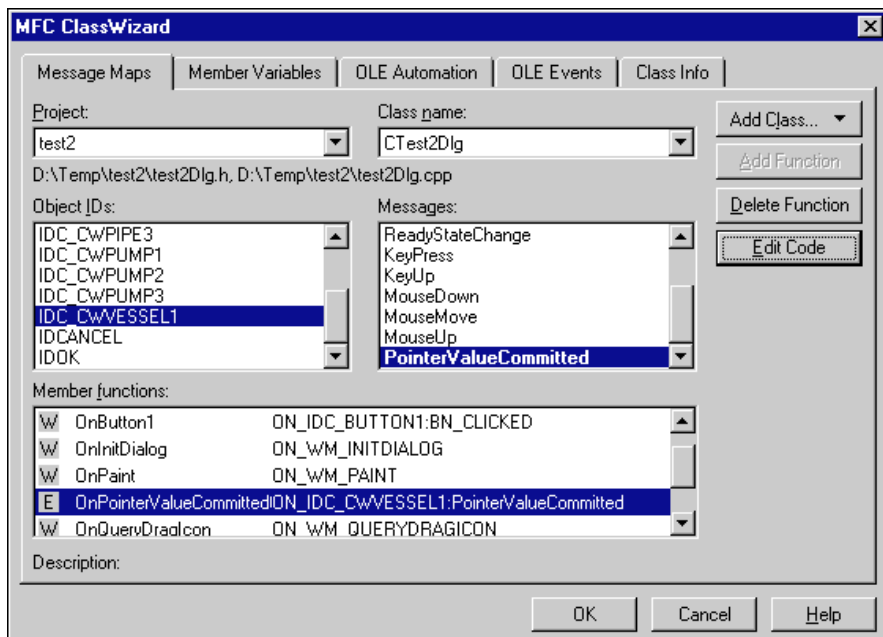 MFC ClassWizard
Message Maps Member Variables OLE Automation OLE Events Class Info
Project: Class name:
test2 CTest2Dlg
Add Class...
D:\Temp\test2\test2Dlg.h, D:\Temp\test2\test2Dlg.cpp
Add Function
Object IDs: Messages:
Delete Function
IDC_CWPIPE3 ReadyStateChange
IDC_CWPUMP1 KeyPress
Edit Code
IDC_CWPUMP2 KeyUp
IDC_CWPUMP3 MouseDown
IDC_CWVESSEL1 MouseMove
IDCANCEL MouseUp
IDOK PointerValueCommitted
Member functions:
W OnButton1 ON_IDC_BUTTON1:BN_CLICKED
W OnInitDialog ON_WM_INITDIALOG
W OnPaint ON_WM_PAINT
E OnPointerValueCommitted ON_IDC_CWVESSEL1:PointerValueCommitted
W OnQueryDragIcon ON_WM_QUERYDRAGICON
Description:
OK Cancel Help